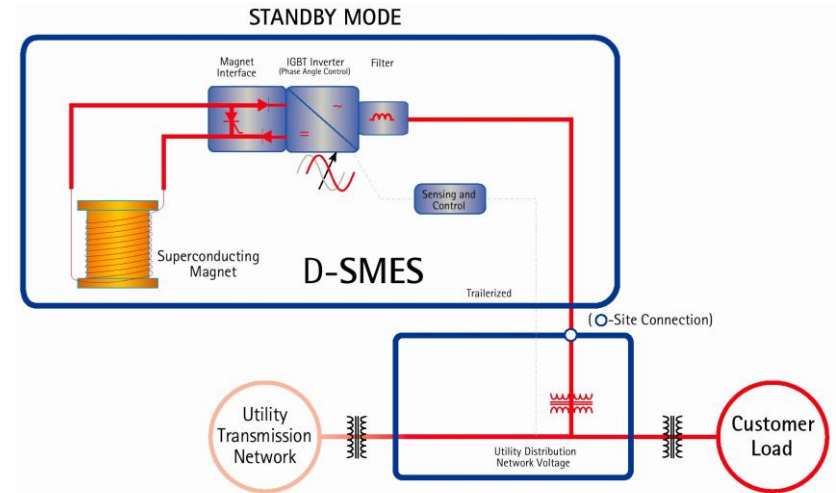 STANDBY MODE
Magnet
Interface
IGBT Inverter
(Phase Angle Control)
Filter
~
=
Sensing and
Control
Superconducting
Magnet
D-SMES
Trailerized
(O-Site Connection)
Utility
Transmission
Network
Utility Distribution
Network Voltage
Customer
Load